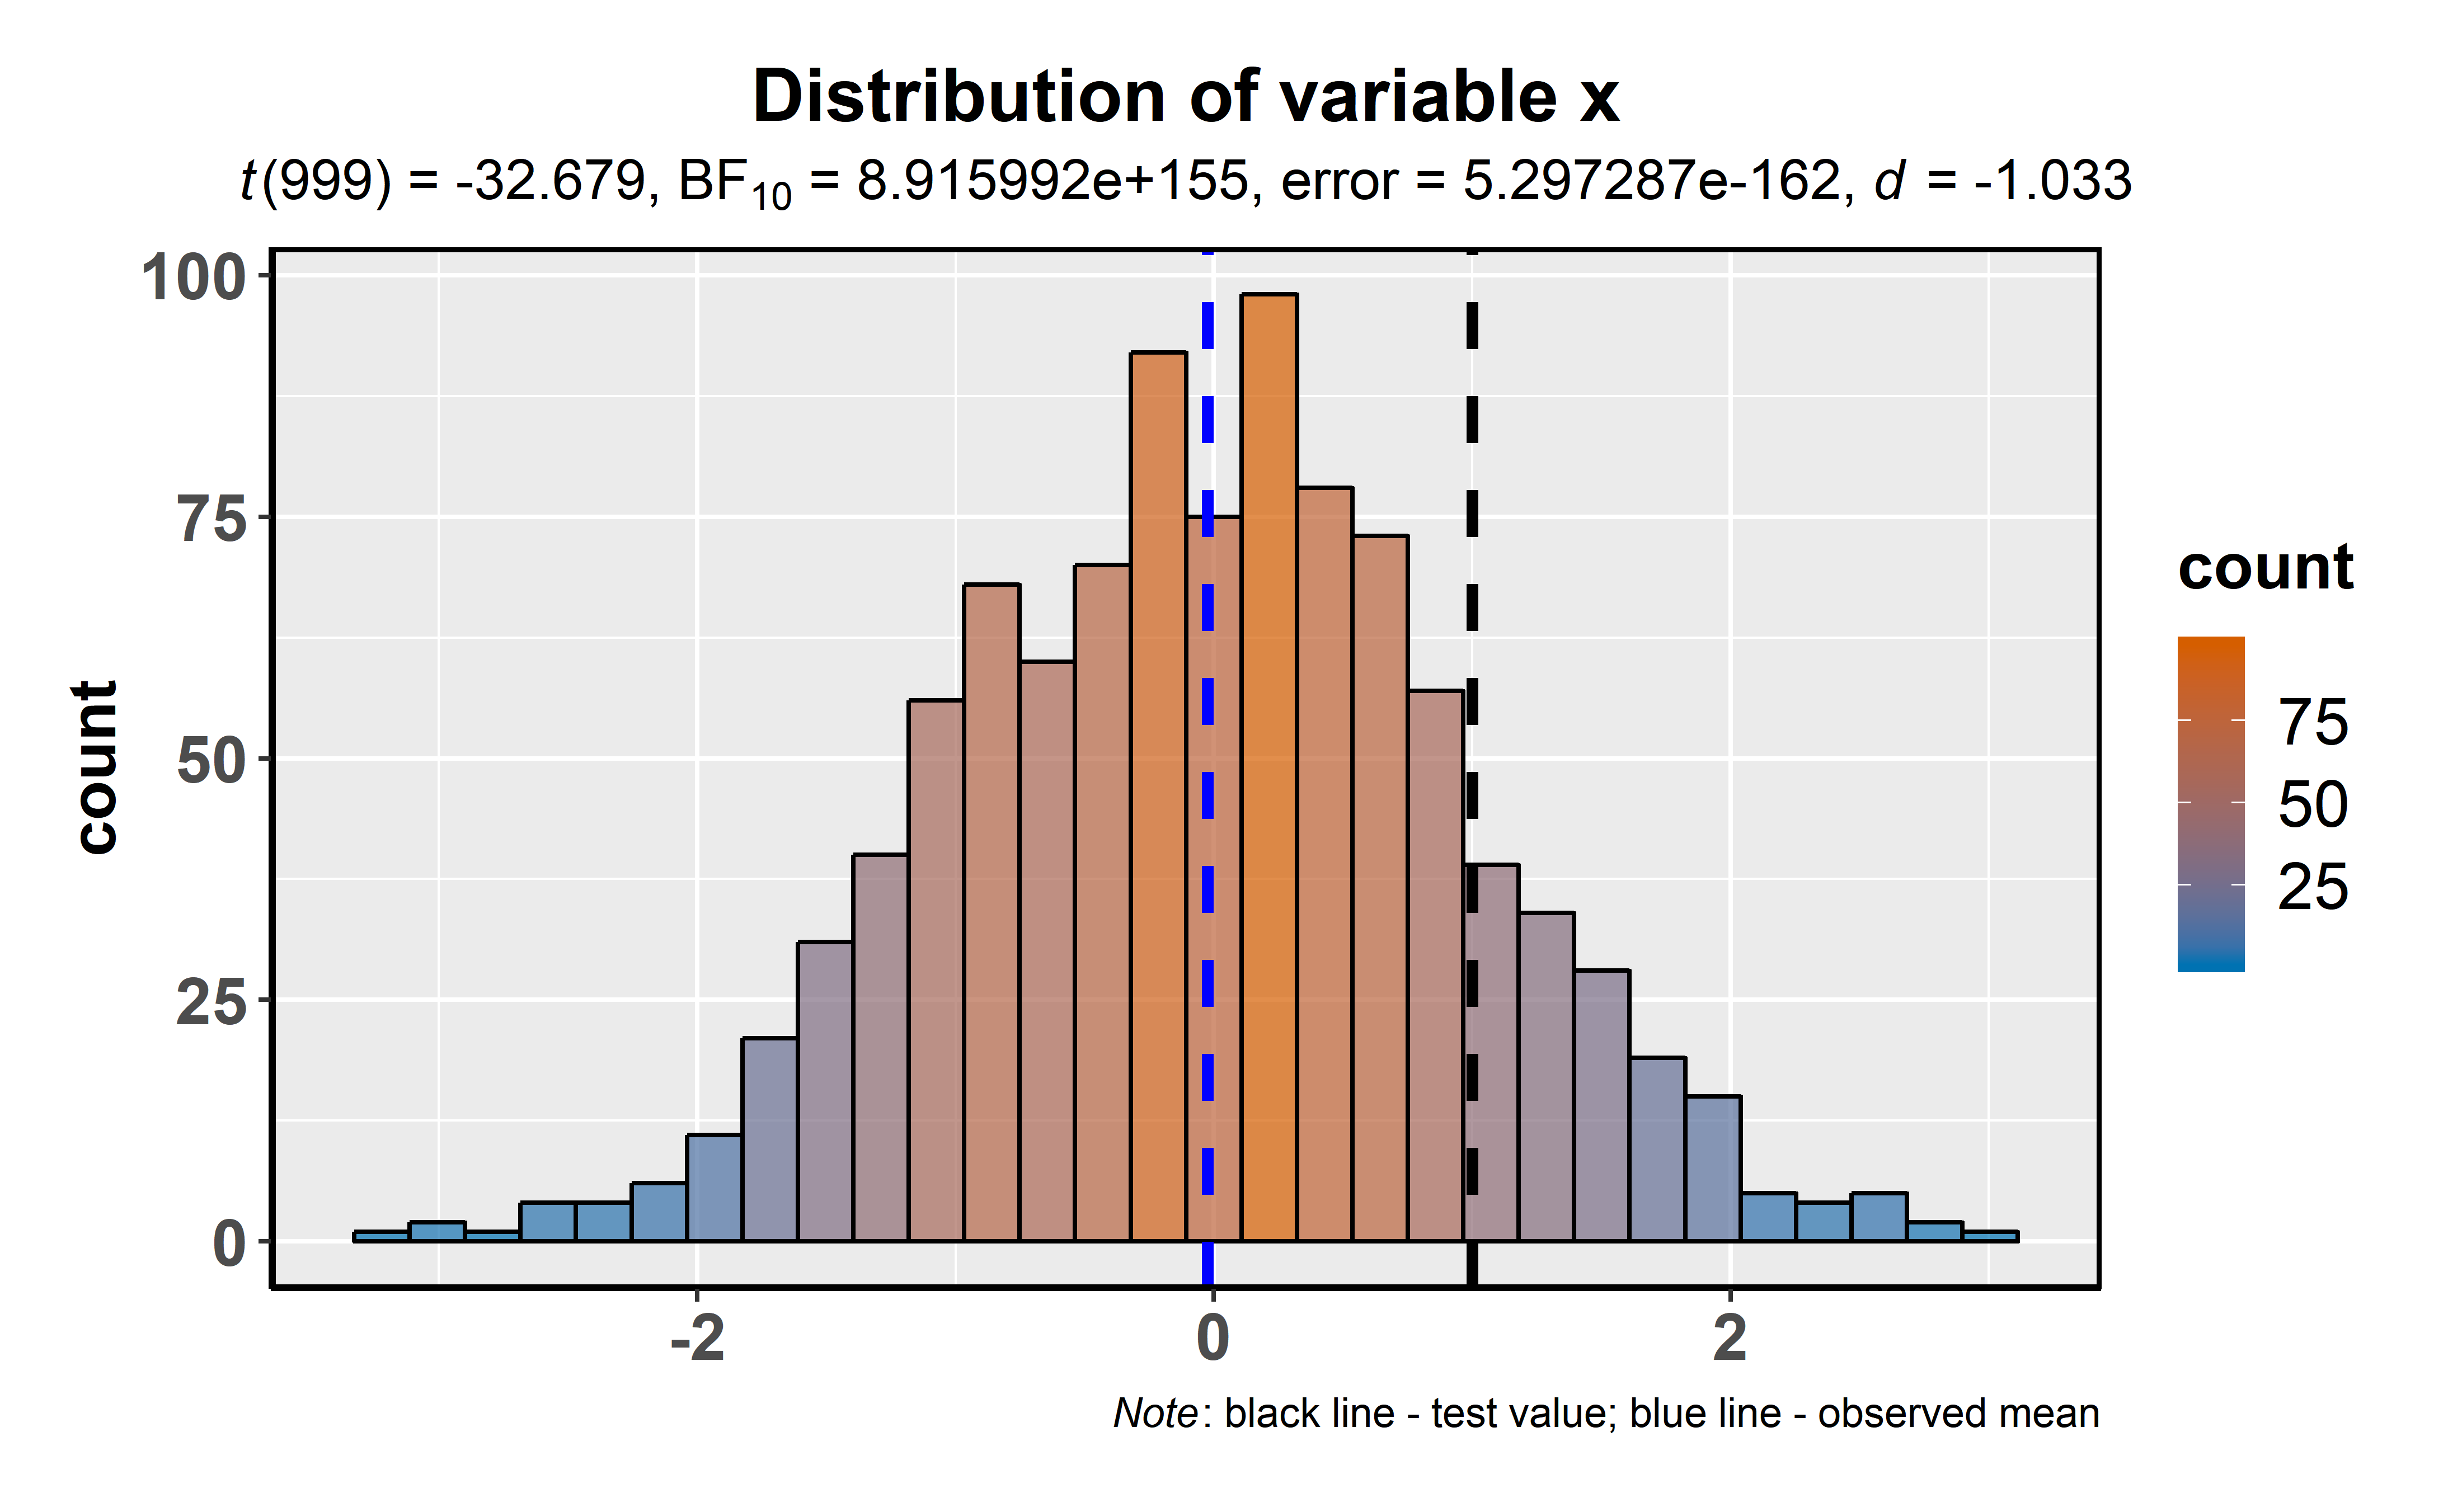 Distribution of variable x
t(999) = -32.679, BF10 = 8.915992e+155, error = 5.297287e-162, d = -1.033
100
75
50
25
0
count
-2 0 2
count
75
50
25
Note: black line - test value; blue line - observed mean